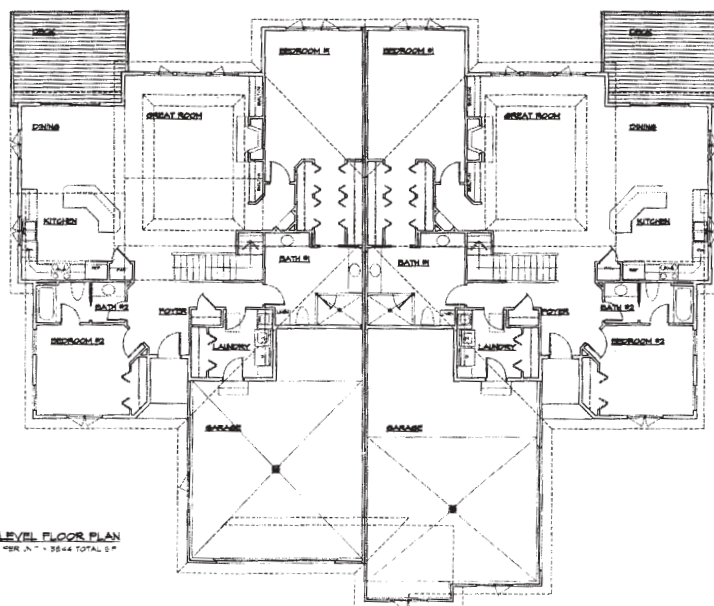 DECK
BEDROOM #1
BEDROOM #1
DECK
DINING
GREAT ROOM
GREAT ROOM
DINING
KITCHEN
KITCHEN
BATH #1
BATH #1
BATH #2
FOYER
FOYER
BATH #2
BEDROOM #2
LAUNDRY
LAUNDRY
BEDROOM #2
GARAGE
GARAGE
LEVEL FLOOR PLAN
TOTAL S.F.